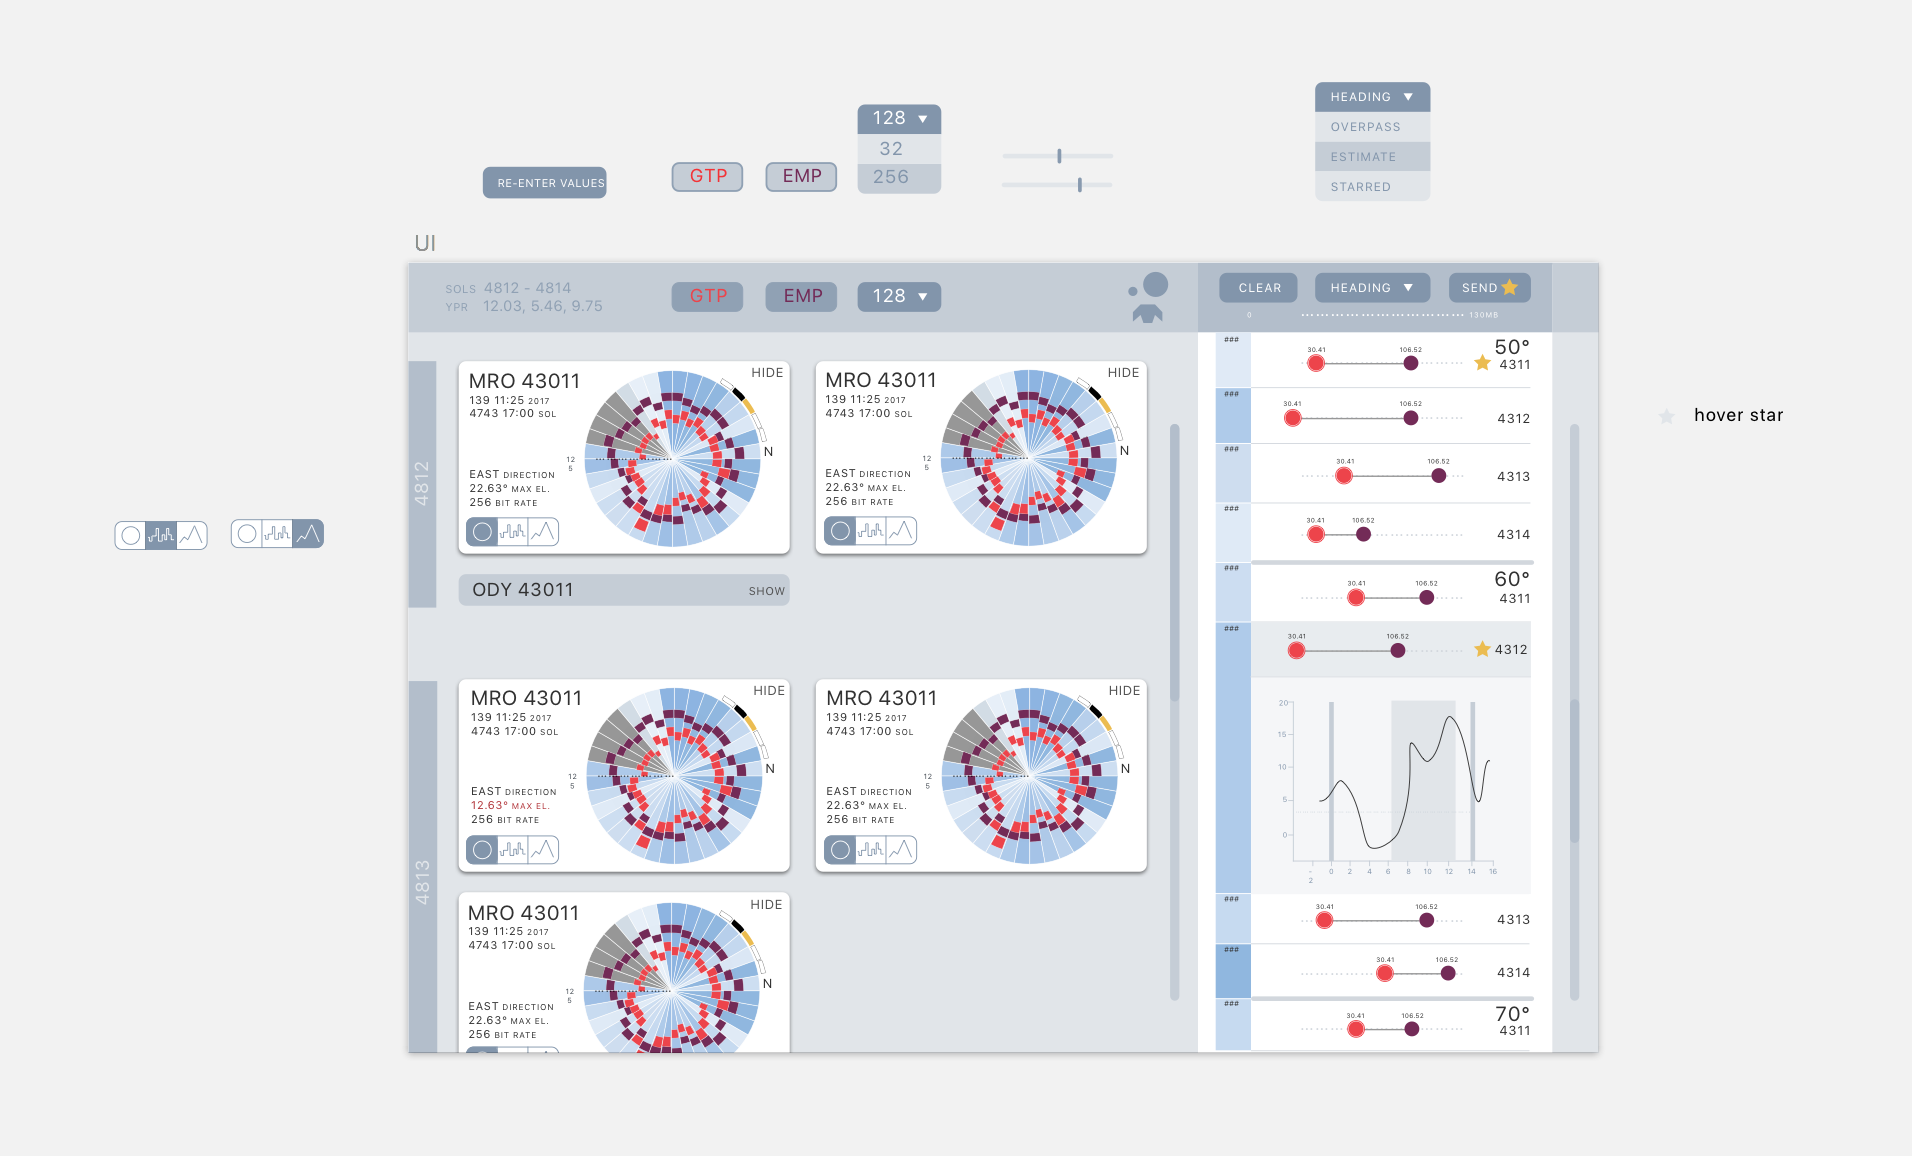 128
32
256
GTP
EMP
RE-ENTER VALUES
HEADING
OVERPASS
ESTIMATE
STARRED
UI
SOLS 4812 - 4814
YPR 12.03, 5.46, 9.75
GTP
EMP
128
CLEAR
HEADING
SEND
0
130MB
4812
MRO 43011
HIDE
139 11:25 2017
4743 17:00 SOL
N
12
5
EAST DIRECTION
22.63° MAX EL.
256 BIT RATE
MRO 43011
HIDE
139 11:25 2017
4743 17:00 SOL
N
12
5
EAST DIRECTION
22.63° MAX EL.
256 BIT RATE
ODY 43011
SHOW
4813
MRO 43011
HIDE
139 11:25 2017
4743 17:00 SOL
N
12
5
EAST DIRECTION
12.63° MAX EL.
256 BIT RATE
MRO 43011
HIDE
139 11:25 2017
4743 17:00 SOL
N
12
5
EAST DIRECTION
22.63° MAX EL.
256 BIT RATE
MRO 43011
HIDE
139 11:25 2017
4743 17:00 SOL
N
12
5
EAST DIRECTION
22.63° MAX EL.
256 BIT RATE
###
30.41
106.52
50°
4311
###
30.41
106.52
4312
###
30.41
106.52
4313
###
30.41
106.52
4314
###
30.41
106.52
60°
4311
###
30.41
106.52
4312
20
15
10
5
0
-2
0
2
4
6
8
10
12
14
16
###
30.41
106.52
4313
###
30.41
106.52
4314
###
30.41
106.52
70°
4311
hover star